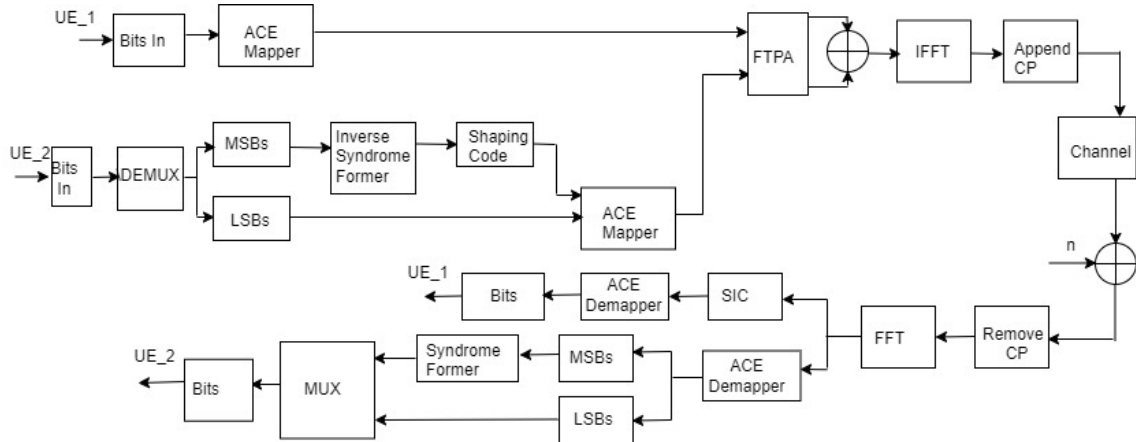 UE_1
Bits In
ACE
Mapper
FTPA
IFFT
Append
CP
Channel
n
UE_2
Bits
In
DEMUX
MSBs
Inverse
Syndrome
Former
Shaping
Code
LSBs
ACE
Mapper
UE_1
Bits
ACE
Demapper
SIC
FFT
Remove
CP
UE_2
Bits
MUX
Syndrome
Former
MSBs
ACE
Demapper
LSBs